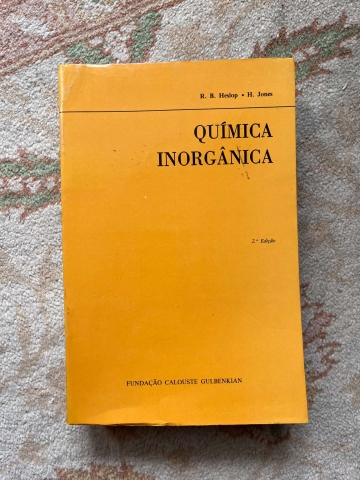 R. B. Heslop • H. Jones
QUÍMICA
INORGÂNICA
2.ª Edição
FUNDAÇÃO CALOUSTE GULBENKIAN